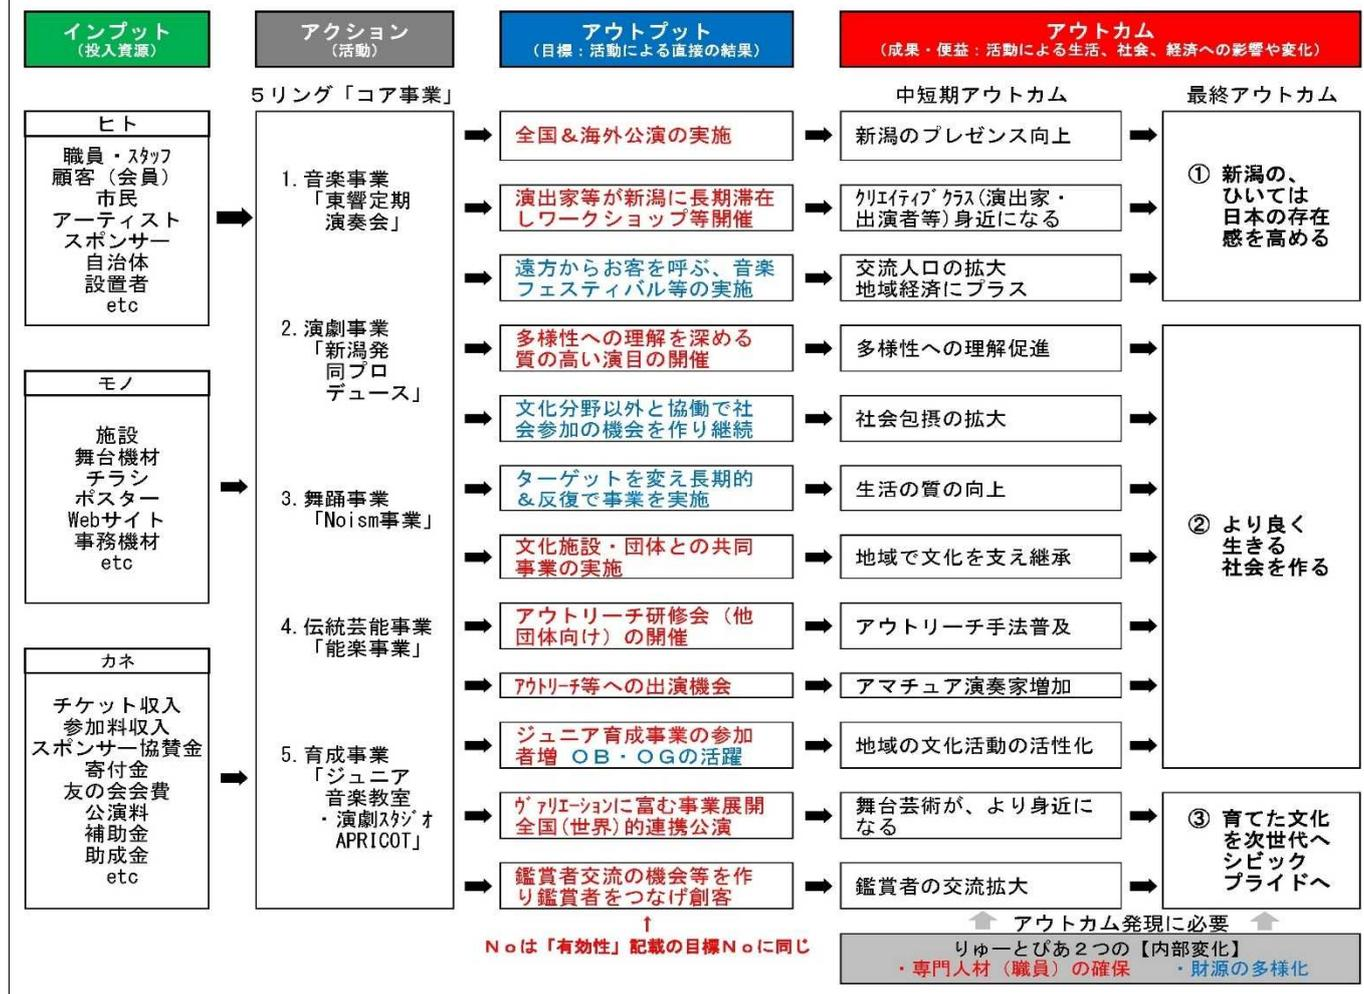 インプット
（投入資源）
アクション
（活動）
アウトプット
（目標：活動による直接の結果）
アウトカム
（成果・便益：活動による生活、社会、経済への影響や変化）
５リング「コア事業」
中短期アウトカム
最終アウトカム
ヒト
職員・ｽﾀｯﾌ
顧客（会員）
市民
アーティスト
スポンサー
自治体
設置者
etc
モノ
施設
舞台機材
チラシ
ポスター
Webサイト
事務機材
etc
カネ
チケット収入
参加料収入
スポンサー協賛金
寄付金
友の会会費
公演料
補助金
助成金
etc
1. 音楽事業
「東響定期
演奏会」
2. 演劇事業
「新潟発
同プロ
デュース」
3. 舞踊事業
「Noism事業」
4. 伝統芸能事業
「能楽事業」
5. 育成事業
「ジュニア
音楽教室
・演劇ｽﾀｼﾞｵ
APRICOT」
全国＆海外公演の実施
演出家等が新潟に長期滞在
しワークショップ等開催
遠方からお客を呼ぶ、音楽
フェスティバル等の実施
多様性への理解を深める
質の高い演目の開催
文化分野以外と協働で社
会参加の機会を作り継続
ターゲットを変え長期的
＆反復で事業を実施
文化施設・団体との共同
事業の実施
アウトリーチ研修会（他
団体向け）の開催
ｱｳﾄﾘｰﾁ等への出演機会
ジュニア育成事業の参加
者増 ＯＢ・ＯＧの活躍
ｳﾞｧﾘｴｰｼｮﾝに富む事業展開
全国(世界)的連携公演
鑑賞者交流の機会等を作
り鑑賞者をつなげ創客
↑
Ｎｏは「有効性」記載の目標Ｎｏに同じ
新潟のプレゼンス向上
ｸﾘｴｲﾃｨﾌﾞｸﾗｽ(演出家・
出演者等)身近になる
交流人口の拡大
地域経済にプラス
多様性への理解促進
社会包摂の拡大
生活の質の向上
地域で文化を支え継承
アウトリーチ手法普及
アマチュア演奏家増加
地域の文化活動の活性化
舞台芸術が、より身近に
なる
鑑賞者の交流拡大
① 新潟の、
ひいては
日本の存在
感を高める
② より良く
生きる
社会を作る
③ 育てた文化
を次世代へ
シビック
プライドへ
アウトカム発現に必要
りゅーとぴあ２つの【内部変化】
・専門人材（職員）の確保 ・財源の多様化